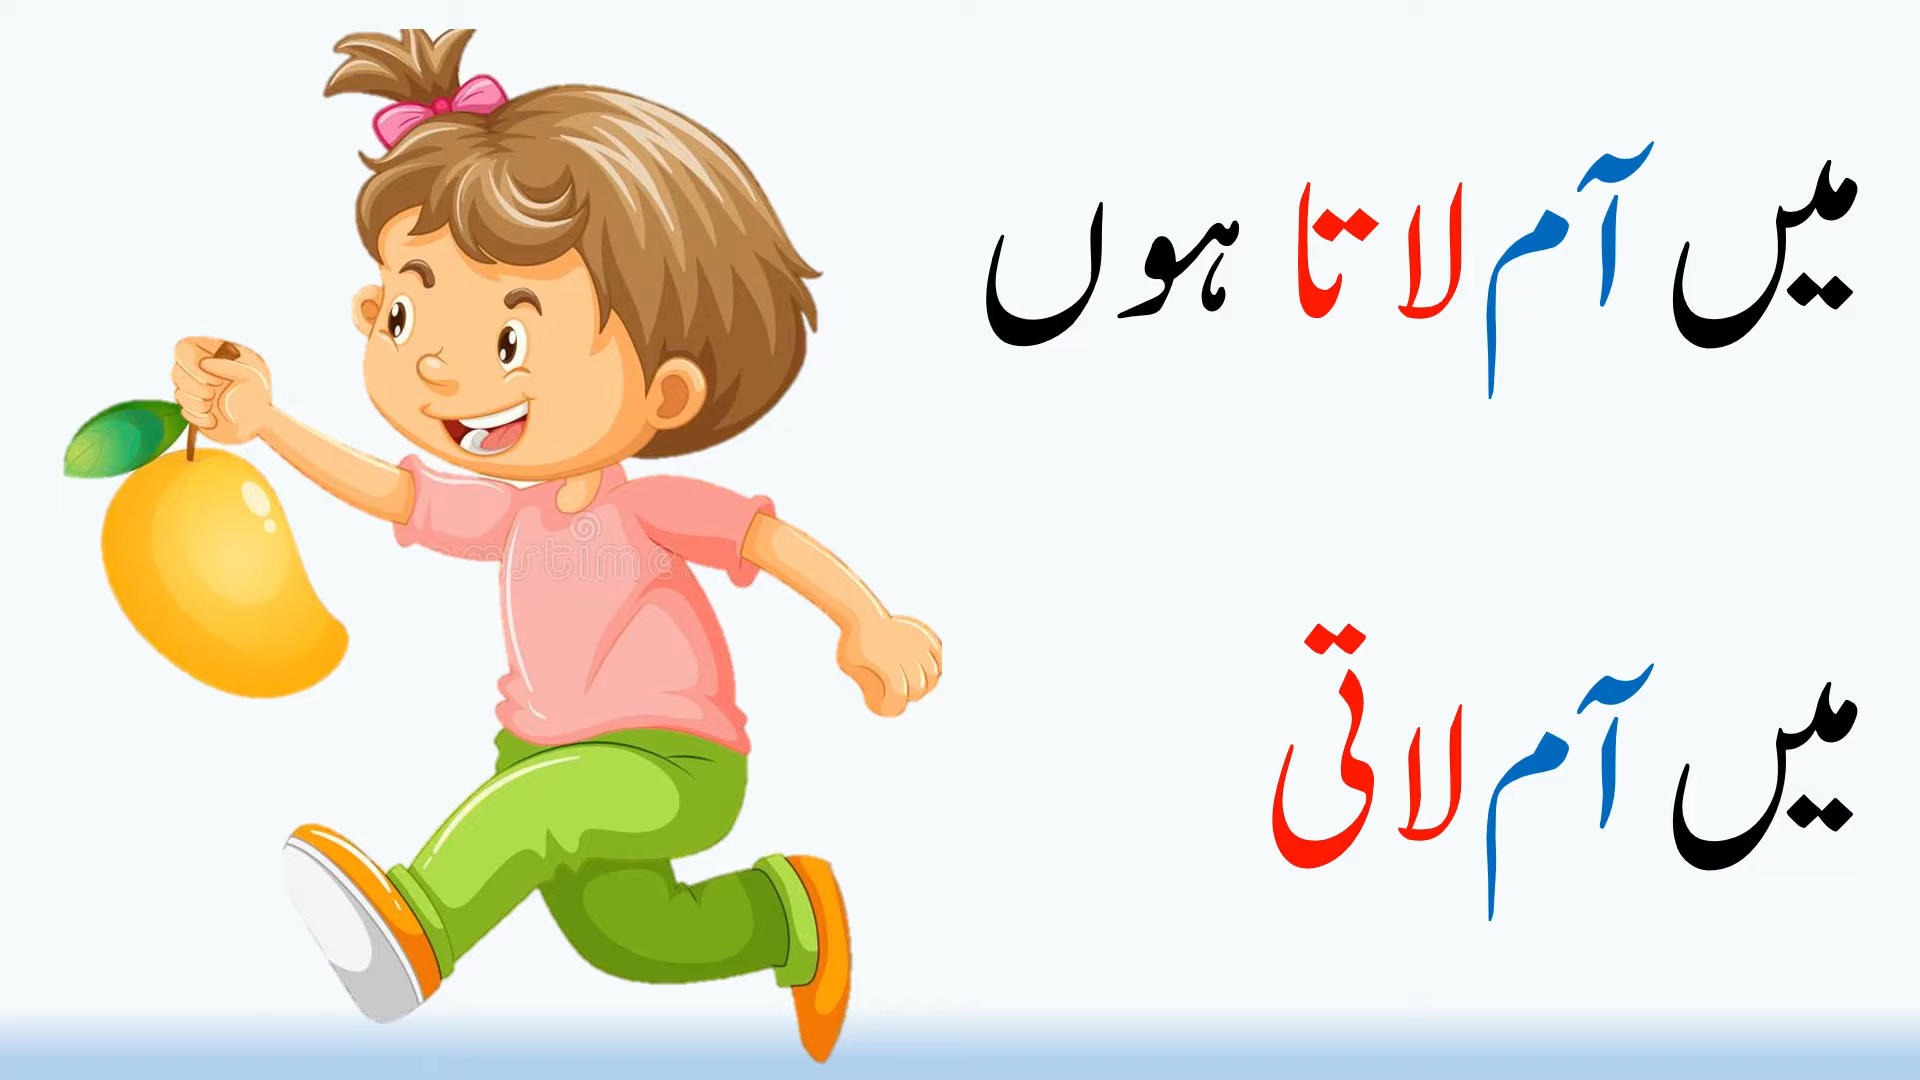 میں آم لاتا ہوں
میں آم لاتی